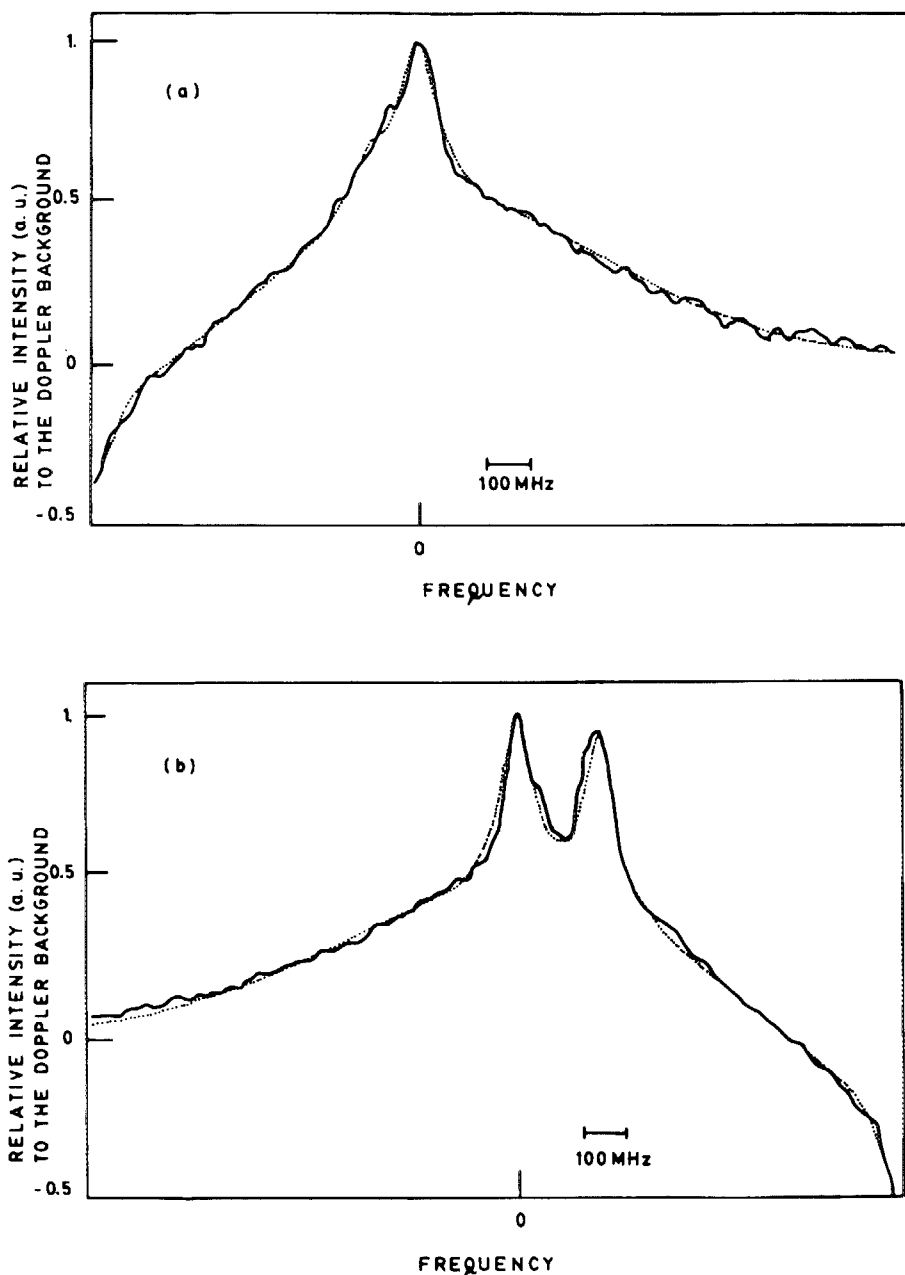 1.
(a)
0.5
0
-0.5
RELATIVE INTENSITY (a.u.)
TO THE DOPPLER BACKGROUND
100 MHz
0
FREQUENCY
1.
(b)
0.5
0
-0.5
RELATIVE INTENSITY (a.u.)
TO THE DOPPLER BACKGROUND
100 MHz
0
FREQUENCY